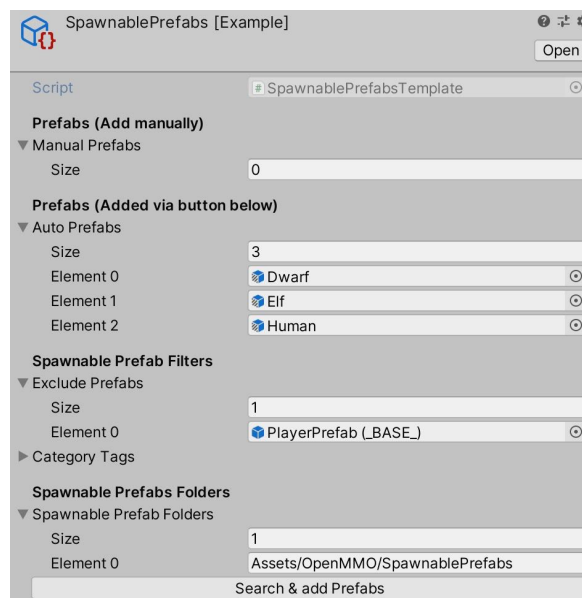 SpawnablePrefabs [Example]
Open
Script # SpawnablePrefabsTemplate
Prefabs (Add manually)
Manual Prefabs
Size 0
Prefabs (Added via button below)
Auto Prefabs
Size 3
Element 0 Dwarf
Element 1 Elf
Element 2 Human
Spawnable Prefab Filters
Exclude Prefabs
Size 1
Element 0 PlayerPrefab (_BASE_)
Category Tags
Spawnable Prefabs Folders
Spawnable Prefab Folders
Size 1
Element 0 Assets/OpenMMO/SpawnablePrefabs
Search & add Prefabs